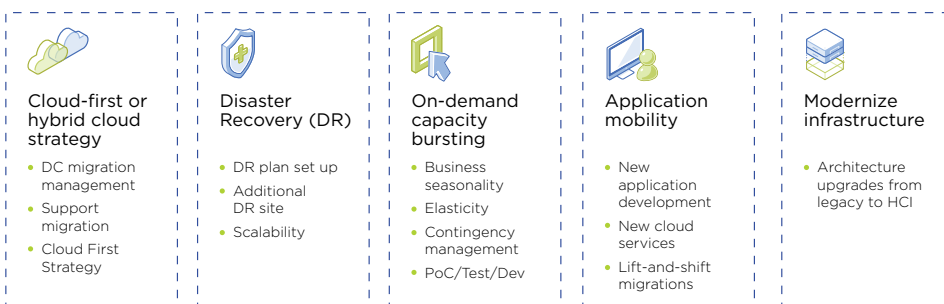 Cloud-first or
hybrid cloud
strategy
• DC migration
management
• Support
migration
• Cloud First
Strategy
Disaster
Recovery (DR)
• DR plan set up
• Additional
DR site
• Scalability
On-demand
capacity
bursting
• Business
seasonality
• Elasticity
• Contingency
management
• PoC/Test/Dev
Application
mobility
• New
application
development
• New cloud
services
• Lift-and-shift
migrations
Modernize
infrastructure
• Architecture
upgrades from
legacy to HCI